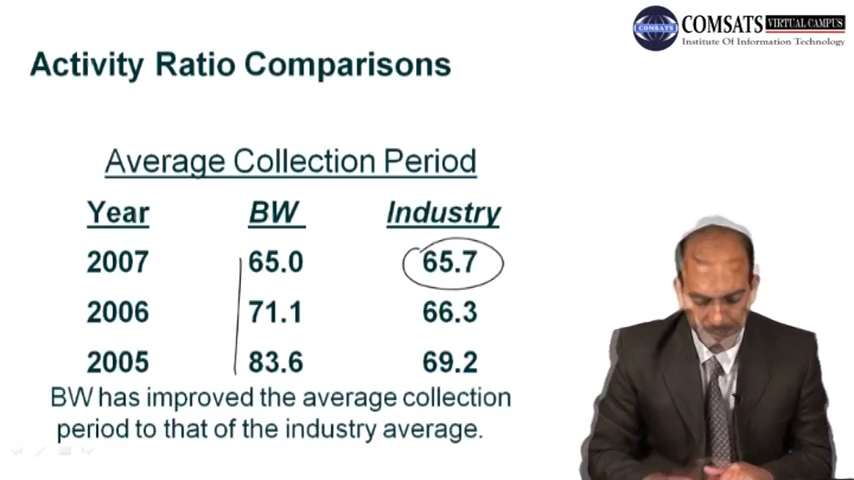 COMSATS VIRTUAL CAMPUS
COMSATS
Institute Of Information Technology
Activity Ratio Comparisons
Average Collection Period
Year BW Industry
2007 65.0 65.7
2006 71.1 66.3
2005 83.6 69.2
BW has improved the average collection
period to that of the industry average.